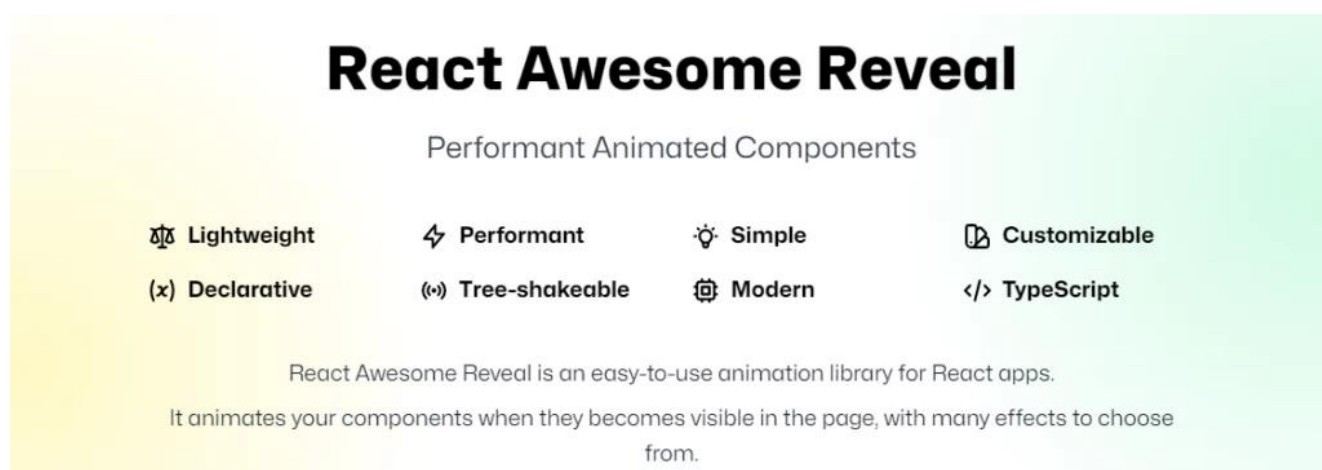 React Awesome Reveal
Performant Animated Components
Lightweight Performant Simple Customizable
(x) Declarative Tree-shakeable Modern </> TypeScript
React Awesome Reveal is an easy-to-use animation library for React apps.
It animates your components when they becomes visible in the page, with many effects to choose
from.